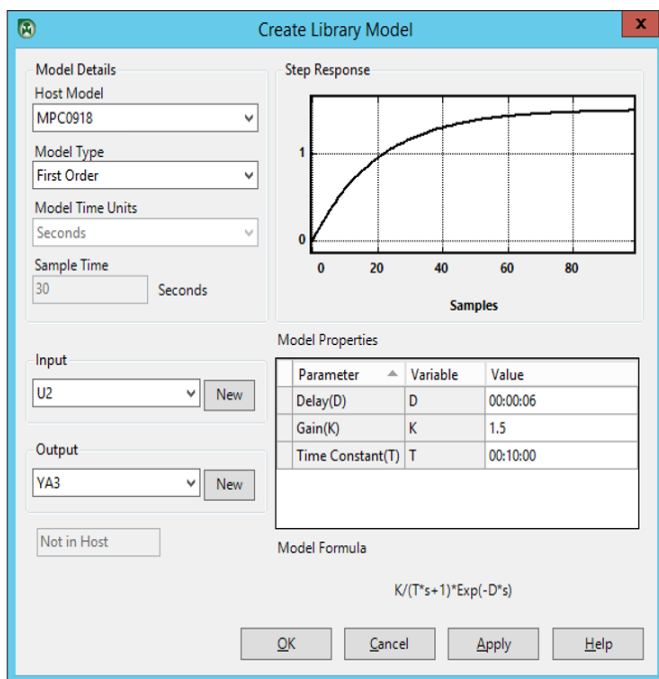 Create Library Model
x
Model Details
Host Model
MPC0918
Model Type
First Order
Model Time Units
Seconds
Sample Time
30 Seconds
Step Response
1
0
0 20 40 60 80
Samples
Input
U2 New
Output
YA3 New
Not in Host
Model Properties
Parameter Variable Value
Delay(D) D 00:00:06
Gain(K) K 1.5
Time Constant(T) T 00:10:00
Model Formula
K/(T*s+1)*Exp(-D*s)
OK Cancel Apply Help